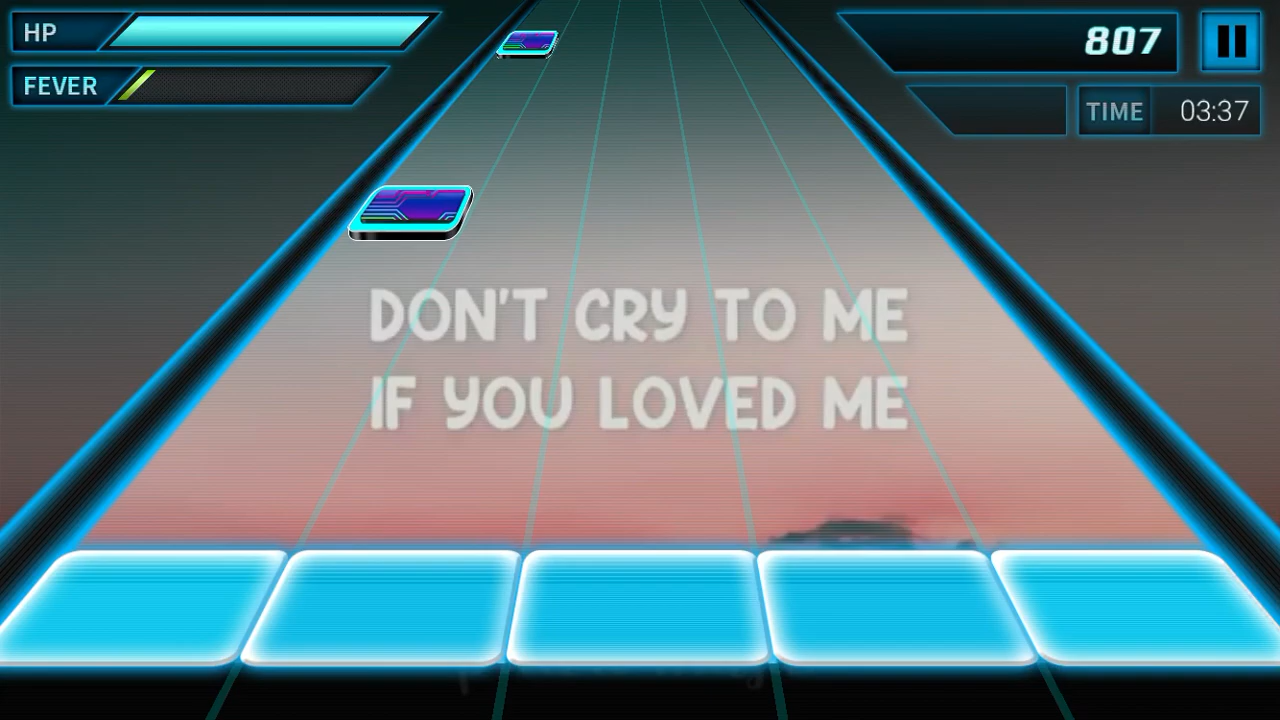 HP
807
FEVER
TIME 03:37
DON'T CRY TO ME
IF YOU LOVED ME